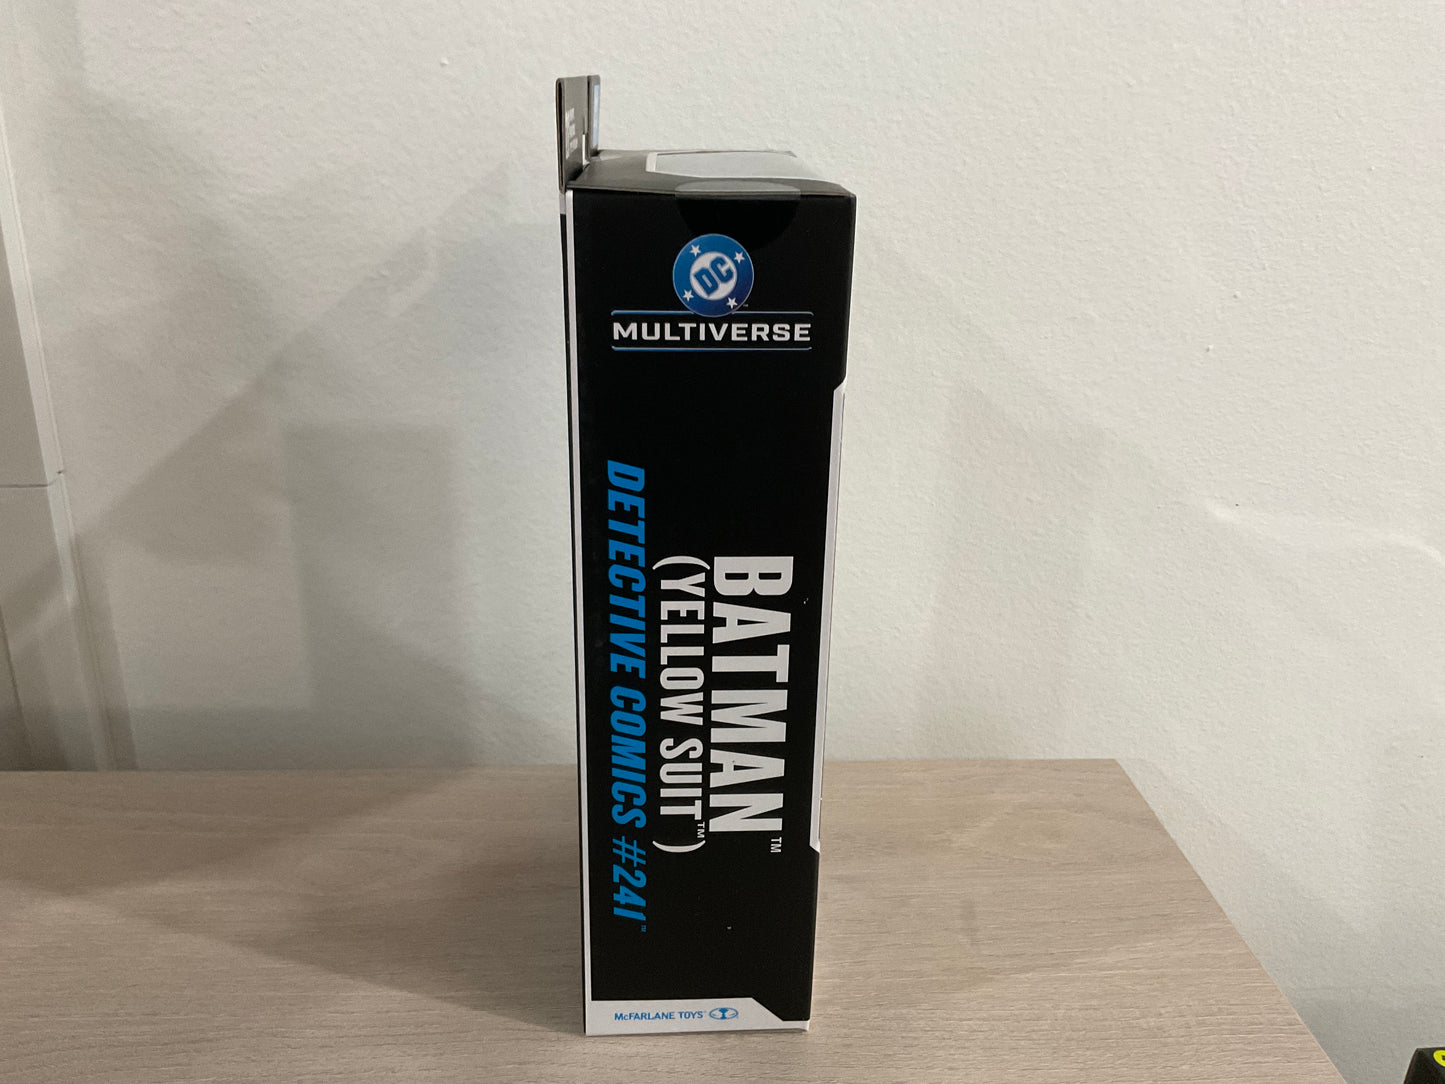 DC
MULTIVERSE
BATMAN™
(YELLOW SUIT™)
DETECTIVE COMICS #241™
McFARLANE TOYS